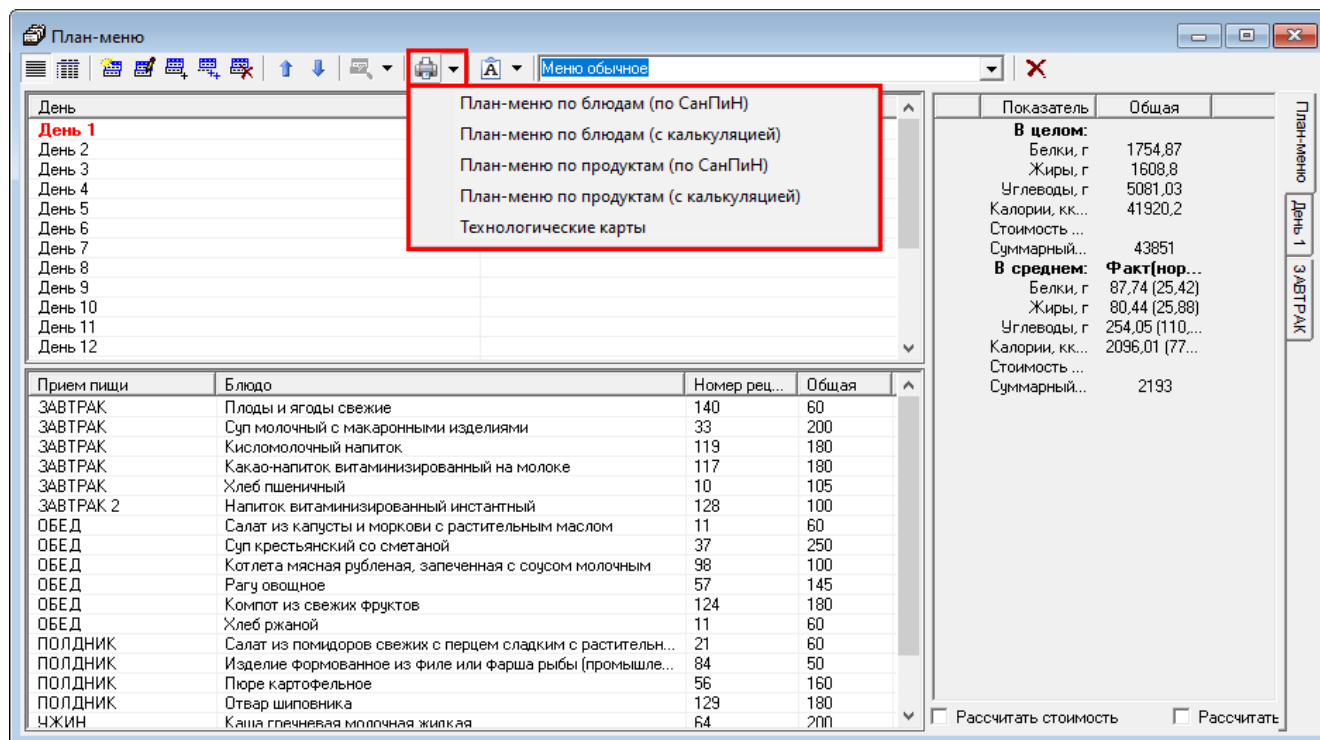 План-меню
Меню обычное
План-меню по блюдам (по СанПиН)
План-меню по блюдам (с калькуляцией)
План-меню по продуктам (по СанПиН)
План-меню по продуктам (с калькуляцией)
Технологические карты
День
День 1
День 2
День 3
День 4
День 5
День 6
День 7
День 8
День 9
День 10
День 11
День 12
Прием пищи Блюдо Номер рец... Общая
ЗАВТРАК Плоды и ягоды свежие 140 60
ЗАВТРАК Суп молочный с макаронными изделиями 33 200
ЗАВТРАК Кисломолочный напиток 119 180
ЗАВТРАК Какао-напиток витаминизированный на молоке 117 180
ЗАВТРАК Хлеб пшеничный 10 105
ЗАВТРАК 2 Напиток витаминизированный инстантный 128 100
ОБЕД Салат из капусты и моркови с растительным маслом 11 60
ОБЕД Суп крестьянский со сметаной 37 250
ОБЕД Котлета мясная рубленая, запеченная с соусом молочным 98 100
ОБЕД Рагу овощное 57 145
ОБЕД Компот из свежих фруктов 124 180
ОБЕД Хлеб ржаной 11 60
ПОЛДНИК Салат из помидоров свежих с перцем сладким с растительн... 21 60
ПОЛДНИК Изделие формованное из филе или фарша рыбы (промышле... 84 50
ПОЛДНИК Пюре картофельное 56 160
ПОЛДНИК Отвар шиповника 129 180
УЖИН Каша гречневая молочная жидкая 64 200
Показатель Общая
В целом:
Белки, г 1754,87
Жиры, г 1608,8
Углеводы, г 5081,03
Калории, кк... 41920,2
Стоимость ...
Суммарный... 43851
В среднем: Факт(нор...
Белки, г 87,74 (25,42)
Жиры, г 80,44 (25,88)
Углеводы, г 254,05 (110,...
Калории, кк... 2096,01 (77...
Стоимость ...
Суммарный... 2193
Рассчитать стоимость Рассчитать
План-меню
День 1
ЗАВТРАК